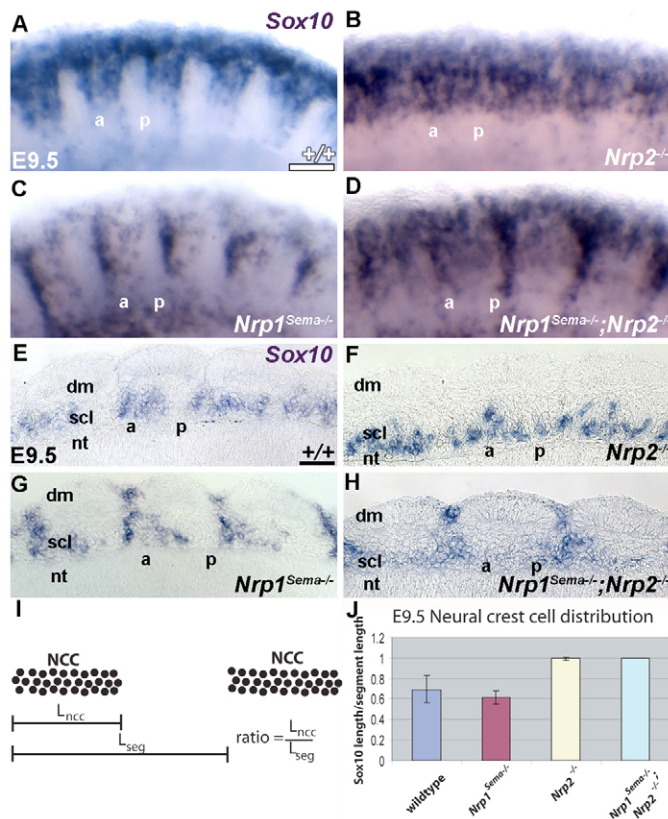 A
Sox10
a
p
E9.5
+/+
B
a
p
Nrp2-/-
C
a
p
Nrp1Sema-/-
D
a
p
Nrp1Sema-/-;Nrp2-/-
E
Sox10
dm
scl
nt
a
p
E9.5
+/+
F
scl
nt
a
p
Nrp2-/-
G
dm
scl
nt
a
p
Nrp1Sema-/-
H
dm
scl
nt
a
p
Nrp1Sema-/-;Nrp2-/-
I
NCC
NCC
Lncc
Lseg
ratio = Lncc
Lseg
J
E9.5 Neural crest cell distribution
Sox10 length/segment length
1.2
1
0.8
0.6
0.4
0.2
0
wildtype
Nrp1Sema-/-
Nrp2-/-
Nrp1Sema-/-;
Nrp2-/-